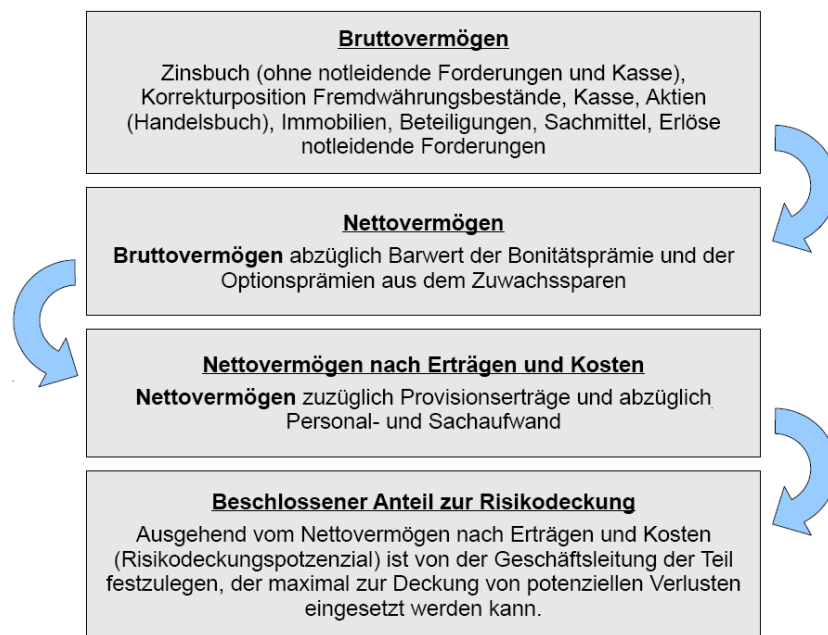 Bruttovermögen
Zinsbuch (ohne notleidende Forderungen und Kasse),
Korrekturposition Fremdwährungsbestände, Kasse, Aktien
(Handelsbuch), Immobilien, Beteiligungen, Sachmittel, Erlöse
notleidende Forderungen
Nettovermögen
Bruttovermögen abzüglich Barwert der Bonitätsprämie und der
Optionsprämien aus dem Zuwachssparen
Nettovermögen nach Erträgen und Kosten
Nettovermögen zuzüglich Provisionserträge und abzüglich
Personal- und Sachaufwand
Beschlossener Anteil zur Risikodeckung
Ausgehend vom Nettovermögen nach Erträgen und Kosten
(Risikodeckungspotzenzial) ist von der Geschäftsleitung der Teil
festzulegen, der maximal zur Deckung von potenziellen Verlusten
eingesetzt werden kann.